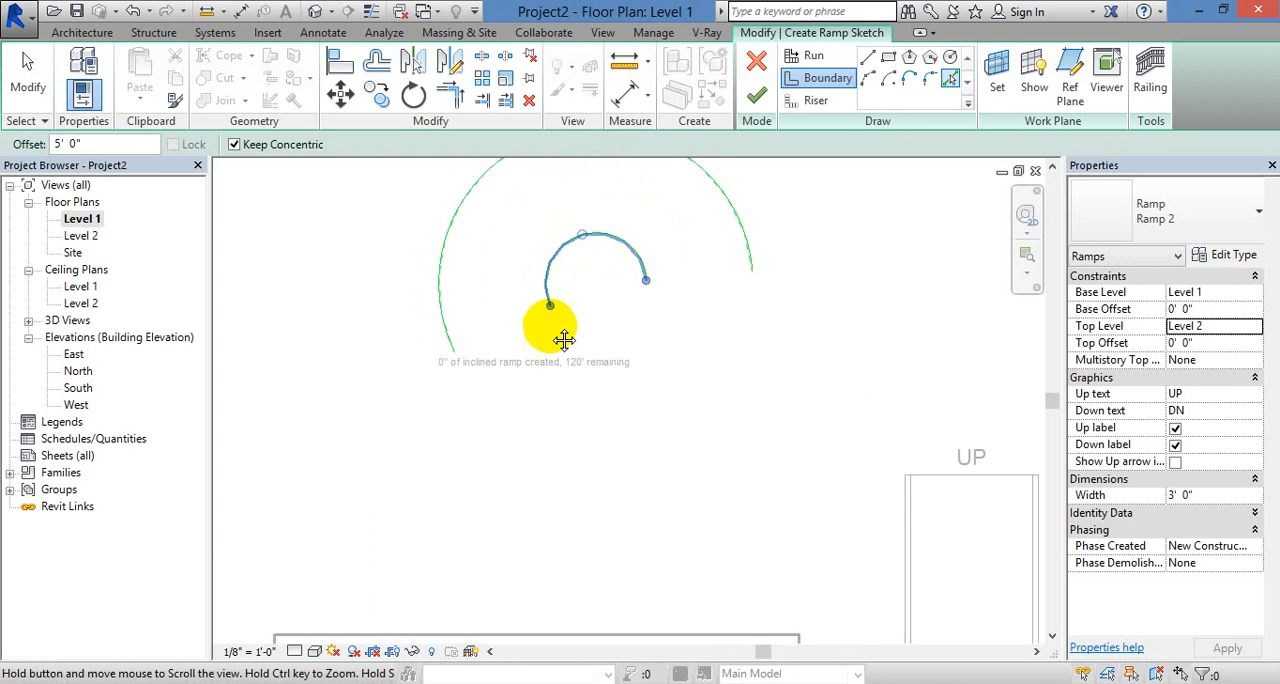 Project2 - Floor Plan: Level 1
Type a keyword or phrase
Sign In
Architecture Structure Systems Insert Annotate Analyze Massing & Site Collaborate View Manage V-Ray Modify | Create Ramp Sketch
Modify
Select
Properties
Paste
Clipboard
Cope
Cut
Join
Geometry
Modify
View
Measure
Create
Mode
Run
Boundary
Riser
Draw
Set Show Ref Plane Viewer
Work Plane
Railing
Tools
Offset: 5' 0" Lock Keep Concentric
Project Browser - Project2
Views (all)
Floor Plans
Level 1
Level 2
Site
Ceiling Plans
Level 1
Level 2
3D Views
Elevations (Building Elevation)
East
North
South
West
Legends
Schedules/Quantities
Sheets (all)
Families
Groups
Revit Links
2D
0" of inclined ramp created, 120' remaining
UP
Properties
Ramp
Ramp 2
Ramps Edit Type
Constraints
Base Level Level 1
Base Offset 0' 0"
Top Level Level 2
Top Offset 0' 0"
Multistory Top ... None
Graphics
Up text UP
Down text DN
Up label
Down label
Show Up arrow i...
Dimensions
Width 3' 0"
Identity Data
Phasing
Phase Created New Construc...
Phase Demolish... None
Properties help Apply
1/8" = 1'-0"
Hold button and move mouse to Scroll the view. Hold Ctrl key to Zoom. Hold S
:0
Main Model
:0